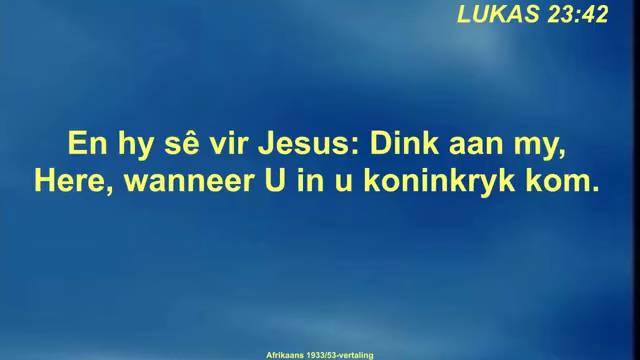 LUKAS 23:42
En hy sê vir Jesus: Dink aan my,
Here, wanneer U in u koninkryk kom.
Afrikaans 1933/53-vertaling